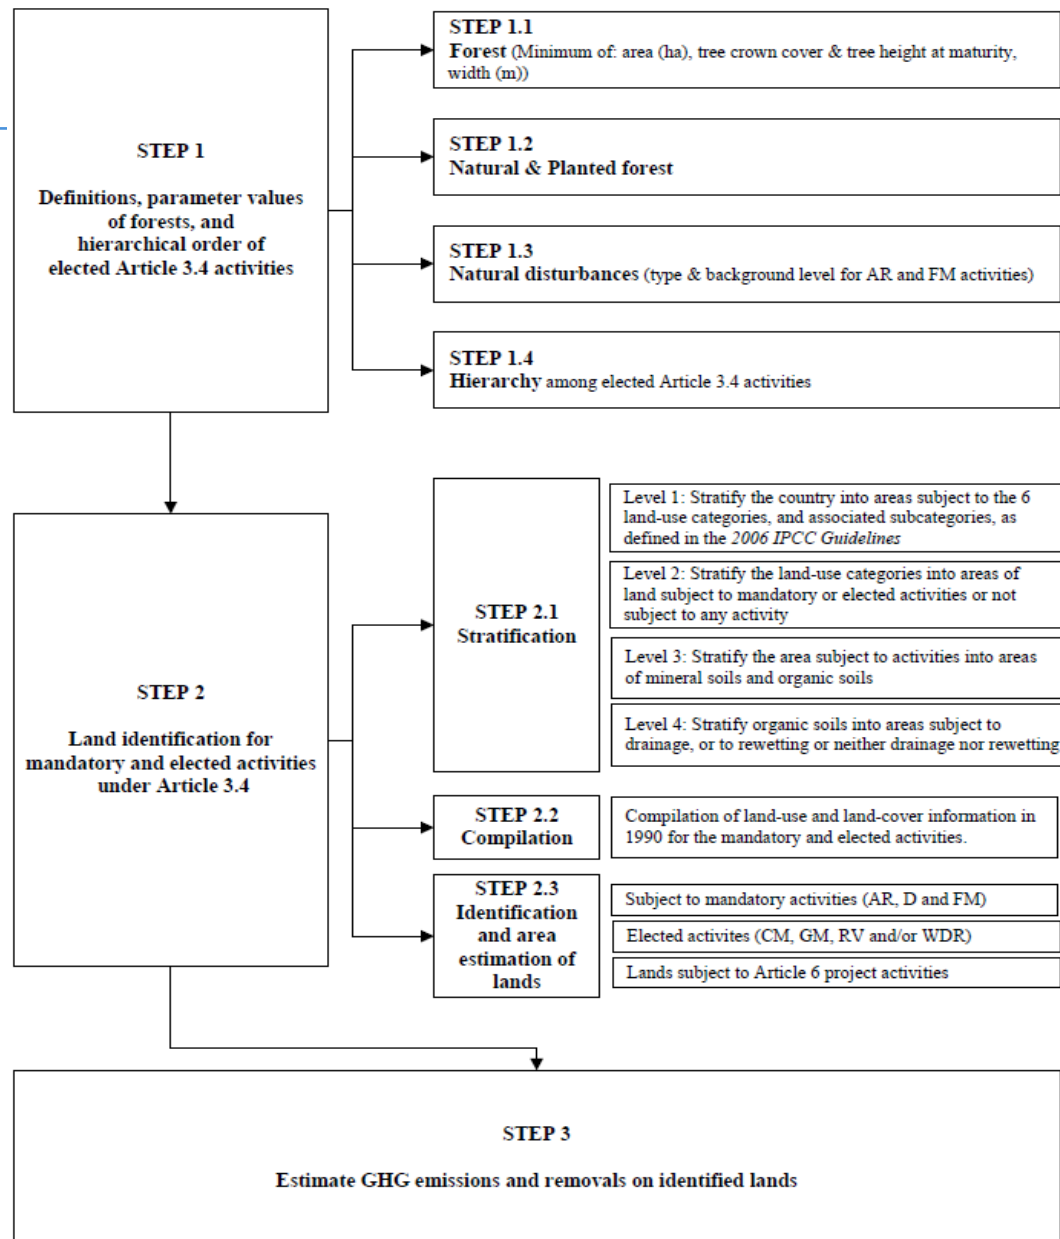 STEP 1
Definitions, parameter values
of forests, and
hierarchical order of
elected Article 3.4 activities
STEP 1.1
Forest (Minimum of: area (ha), tree crown cover & tree height at maturity,
width (m))
STEP 1.2
Natural & Planted forest
STEP 1.3
Natural disturbances (type & background level for AR and FM activities)
STEP 1.4
Hierarchy among elected Article 3.4 activities
STEP 2
Land identification for
mandatory and elected activities
under Article 3.4
STEP 2.1
Stratification
Level 1: Stratify the country into areas subject to the 6
land-use categories, and associated subcategories, as
defined in the 2006 IPCC Guidelines
Level 2: Stratify the land-use categories into areas of
land subject to mandatory or elected activities or not
subject to any activity
Level 3: Stratify the area subject to activities into areas
of mineral soils and organic soils
Level 4: Stratify organic soils into areas subject to
drainage, or to rewetting or neither drainage nor rewetting
STEP 2.2
Compilation
Compilation of land-use and land-cover information in
1990 for the mandatory and elected activities.
STEP 2.3
Identification
and area
estimation of
lands
Subject to mandatory activities (AR, D and FM)
Elected activites (CM, GM, RV and/or WDR)
Lands subject to Article 6 project activities
STEP 3
Estimate GHG emissions and removals on identified lands